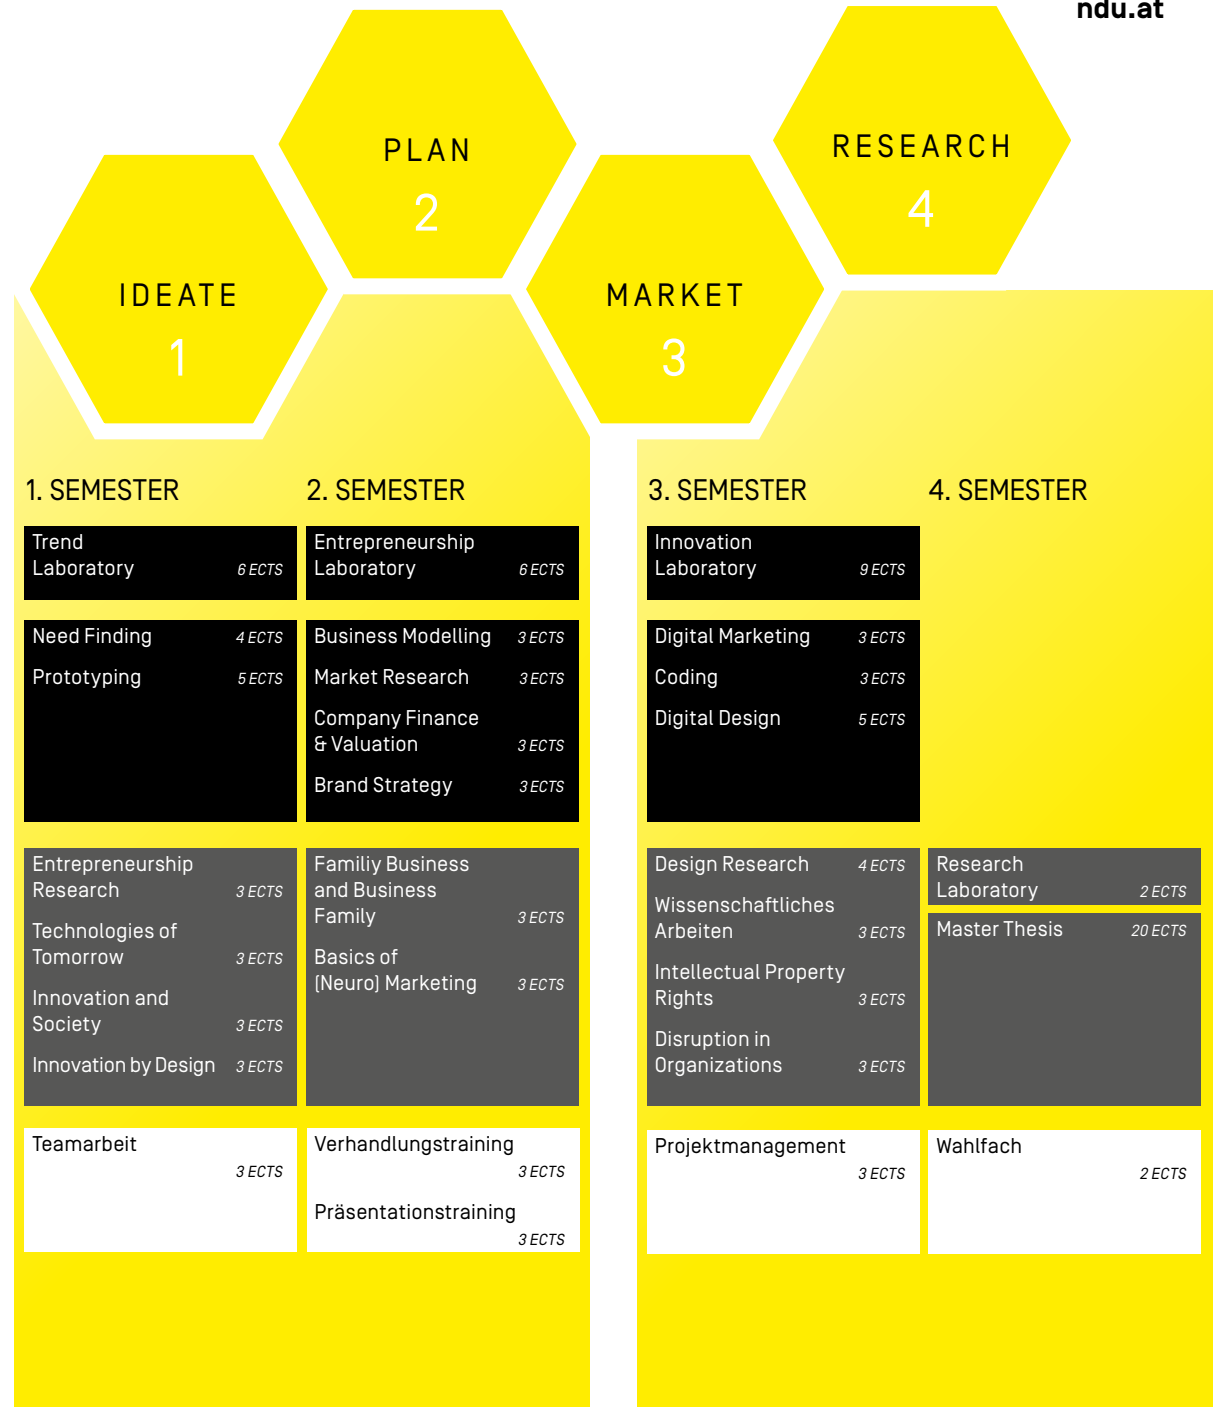 ndu.at
PLAN
2
RESEARCH
4
IDEATE
1
MARKET
3
1. SEMESTER
Trend
Laboratory 6 ECTS
Need Finding 4 ECTS
Prototyping 5 ECTS
Entrepreneurship
Research 3 ECTS
Technologies of
Tomorrow 3 ECTS
Innovation and
Society 3 ECTS
Innovation by Design 3 ECTS
Teamarbeit
3 ECTS
2. SEMESTER
Entrepreneurship
Laboratory 6 ECTS
Business Modelling 3 ECTS
Market Research 3 ECTS
Company Finance
& Valuation 3 ECTS
Brand Strategy 3 ECTS
Familiy Business
and Business
Family 3 ECTS
Basics of
(Neuro) Marketing 3 ECTS
Verhandlungstraining
3 ECTS
Präsentationstraining
3 ECTS
3. SEMESTER
Innovation
Laboratory 9 ECTS
Digital Marketing 3 ECTS
Coding 3 ECTS
Digital Design 5 ECTS
Design Research 4 ECTS
Wissenschaftliches
Arbeiten 3 ECTS
Intellectual Property
Rights 3 ECTS
Disruption in
Organizations 3 ECTS
Projektmanagement
3 ECTS
4. SEMESTER
Research
Laboratory 2 ECTS
Master Thesis 20 ECTS
Wahlfach
2 ECTS